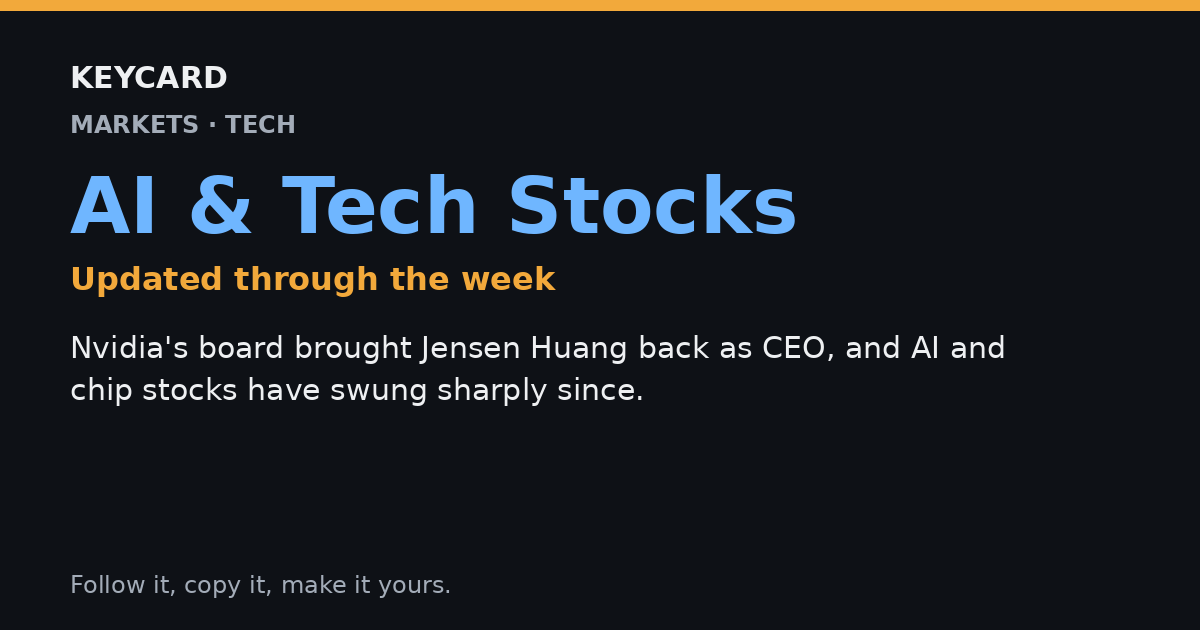 KEYCARD
MARKETS · TECH
AI & Tech Stocks
Updated through the week
Nvidia's board brought Jensen Huang back as CEO, and AI and
chip stocks have swung sharply since.
Follow it, copy it, make it yours.